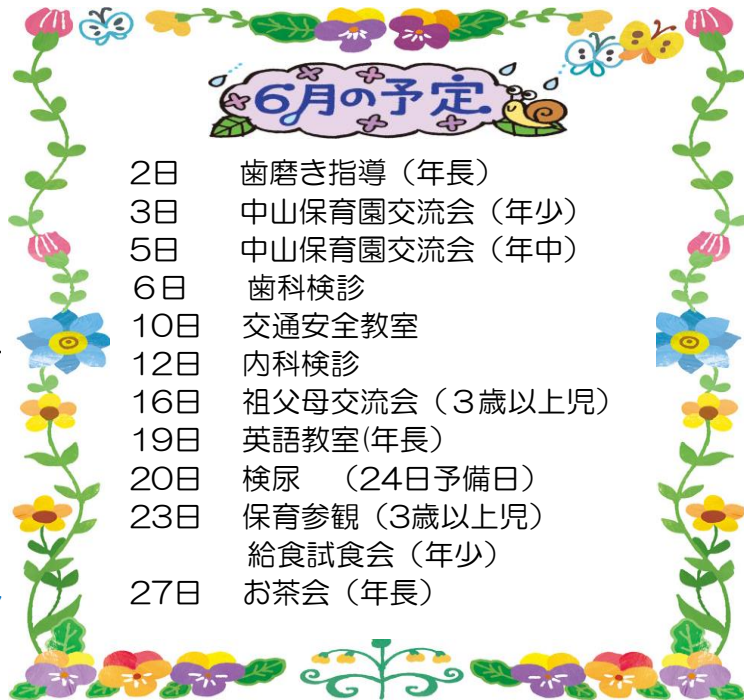 6月の予定
2日 歯磨き指導（年長）
3日 中山保育園交流会（年少）
5日 中山保育園交流会（年中）
6日 歯科検診
10日 交通安全教室
12日 内科検診
16日 祖父母交流会（3歳以上児）
19日 英語教室(年長）
20日 検尿 （24日予備日）
23日 保育参観（3歳以上児）
給食試食会（年少）
27日 お茶会（年長）